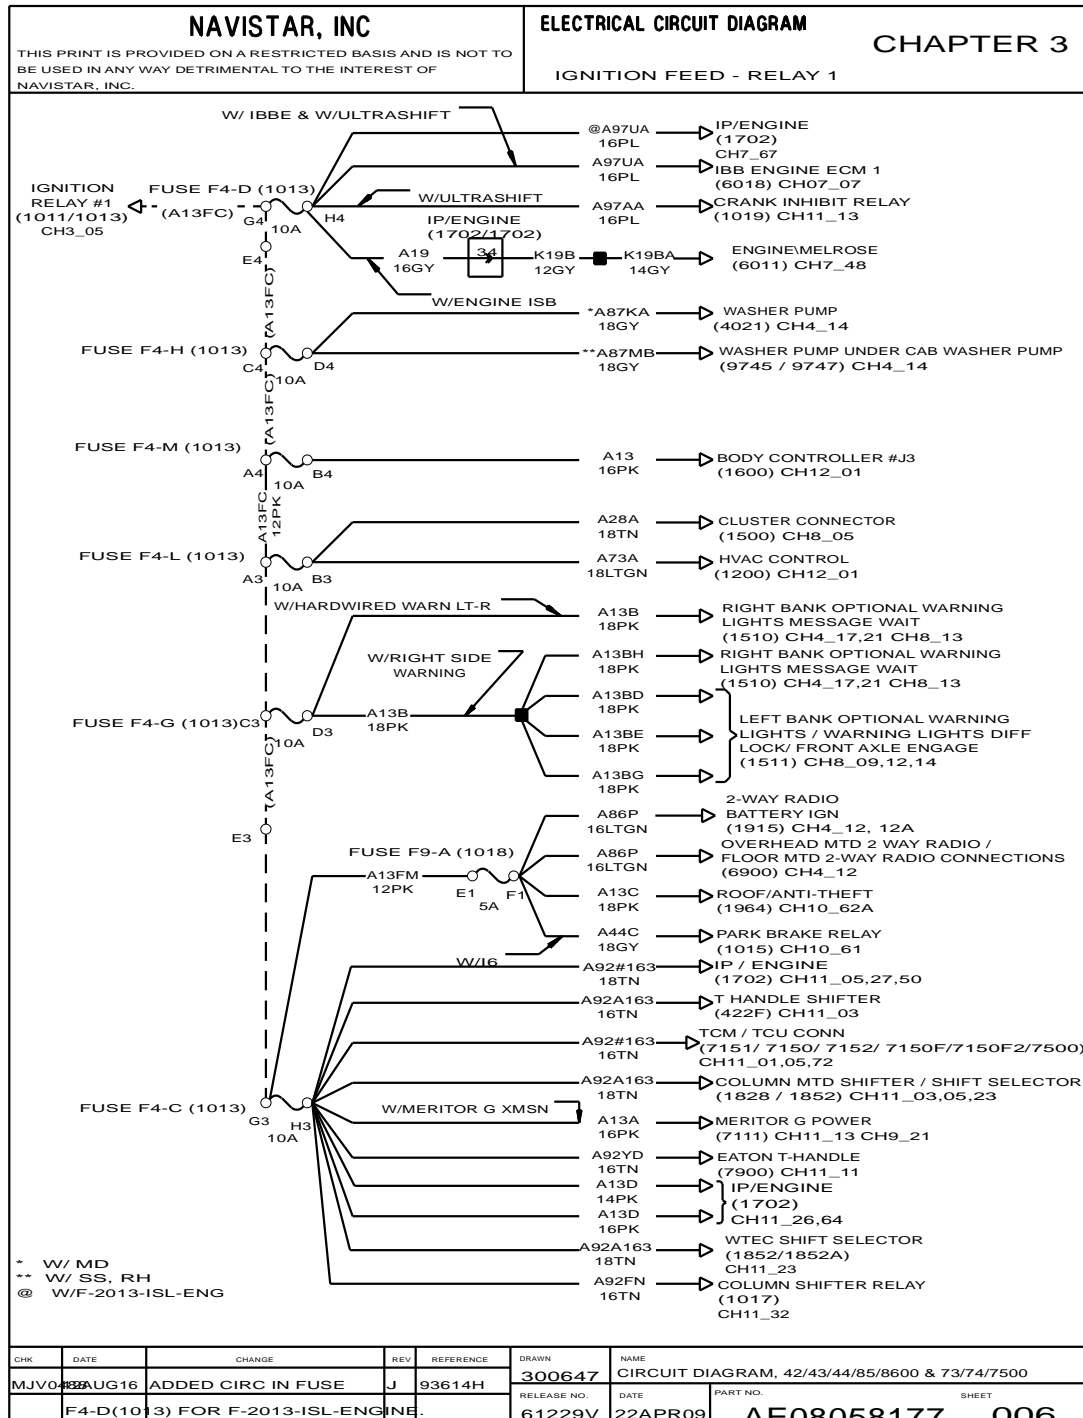 NAVISTAR, INC
THIS PRINT IS PROVIDED ON A RESTRICTED BASIS AND IS NOT TO
BE USED IN ANY WAY DETRIMENTAL TO THE INTEREST OF
NAVISTAR, INC.
ELECTRICAL CIRCUIT DIAGRAM
CHAPTER 3
IGNITION FEED - RELAY 1
W/ IBBE & W/ULTRASHIFT
@A97UA
16PL
IP/ENGINE
(1702)
CH7_67
A97UA
16PL
IBB ENGINE ECM 1
(6018) CH07_07
IGNITION
RELAY #1
(1011/1013)
CH3_05
(A13FC)
FUSE F4-D (1013)
G4
10A
H4
W/ULTRASHIFT
A97AA
16PL
CRANK INHIBIT RELAY
(1019) CH11_13
IP/ENGINE
(1702/1702)
E4
A19
16GY
34
K19B
12GY
K19BA
14GY
ENGINE\MELROSE
(6011) CH7_48
W/ENGINE ISB
(A13FC)
*A87KA
18GY
WASHER PUMP
(4021) CH4_14
FUSE F4-H (1013)
C4
10A
D4
**A87MB
18GY
WASHER PUMP UNDER CAB WASHER PUMP
(9745 / 9747) CH4_14
(A13FC)
FUSE F4-M (1013)
A4
10A
B4
A13
16PK
BODY CONTROLLER #J3
(1600) CH12_01
A13FC
12PK
A28A
18TN
CLUSTER CONNECTOR
(1500) CH8_05
FUSE F4-L (1013)
A3
10A
B3
A73A
18LTGN
HVAC CONTROL
(1200) CH12_01
W/HARDWIRED WARN LT-R
A13B
18PK
RIGHT BANK OPTIONAL WARNING
LIGHTS MESSAGE WAIT
(1510) CH4_17,21 CH8_13
W/RIGHT SIDE
WARNING
A13BH
18PK
RIGHT BANK OPTIONAL WARNING
LIGHTS MESSAGE WAIT
(1510) CH4_17,21 CH8_13
A13BD
18PK
FUSE F4-G (1013)
C3
10A
D3
A13B
18PK
A13BE
18PK
LEFT BANK OPTIONAL WARNING
LIGHTS / WARNING LIGHTS DIFF
LOCK/ FRONT AXLE ENGAGE
(1511) CH8_09,12,14
(A13FC)
A13BG
18PK
E3
A86P
16LTGN
2-WAY RADIO
BATTERY IGN
(1915) CH4_12, 12A
FUSE F9-A (1018)
A86P
16LTGN
OVERHEAD MTD 2 WAY RADIO /
FLOOR MTD 2-WAY RADIO CONNECTIONS
(6900) CH4_12
A13FM
12PK
E1
5A
F1
A13C
18PK
ROOF/ANTI-THEFT
(1964) CH10_62A
A44C
18GY
PARK BRAKE RELAY
(1015) CH10_61
W/I6
A92#163
18TN
IP / ENGINE
(1702) CH11_05,27,50
A92A163
16TN
T HANDLE SHIFTER
(422F) CH11_03
A92#163
16TN
TCM / TCU CONN
(7151/ 7150/ 7152/ 7150F/7150F2/7500)
CH11_01,05,72
A92A163
18TN
COLUMN MTD SHIFTER / SHIFT SELECTOR
(1828 / 1852) CH11_03,05,23
FUSE F4-C (1013)
G3
10A
H3
W/MERITOR G XMSN
A13A
16PK
MERITOR G POWER
(7111) CH11_13 CH9_21
A92YD
16TN
EATON T-HANDLE
(7900) CH11_11
A13D
14PK
A13D
16PK
IP/ENGINE
(1702)
CH11_26,64
A92A163
18TN
WTEC SHIFT SELECTOR
(1852/1852A)
CH11_23
A92FN
16TN
COLUMN SHIFTER RELAY
(1017)
CH11_32
* W/ MD
** W/ SS, RH
@ W/F-2013-ISL-ENG
CHK DATE CHANGE REV REFERENCE
ADDED CIRC IN FUSE J 93614H
F4-D(1013) FOR F-2013-ISL-ENGINE.
DRAWN
300647
NAME
CIRCUIT DIAGRAM, 42/43/44/85/8600 & 73/74/7500
RELEASE NO.
61229V
DATE
22APR09
PART NO.
AE08058177
SHEET
006